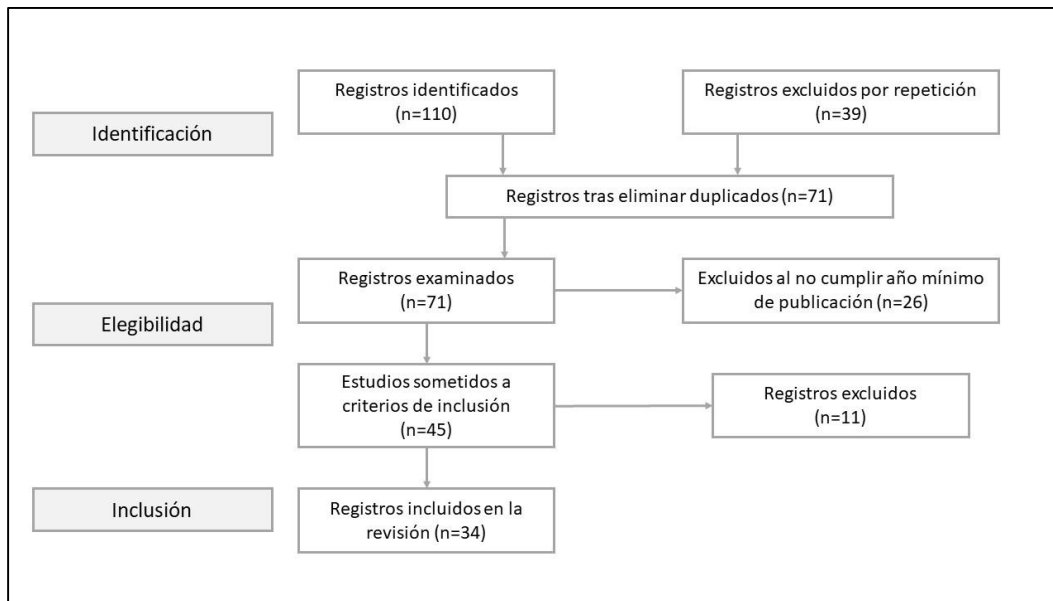 Registros identificados
(n=110)
Registros excluidos por repetición
(n=39)
Identificación
Registros tras eliminar duplicados (n=71)
Registros examinados
(n=71)
Excluidos al no cumplir año mínimo
de publicación (n=26)
Elegibilidad
Estudios sometidos a
criterios de inclusión
(n=45)
Registros excluidos
(n=11)
Inclusión
Registros incluidos en la
revisión (n=34)